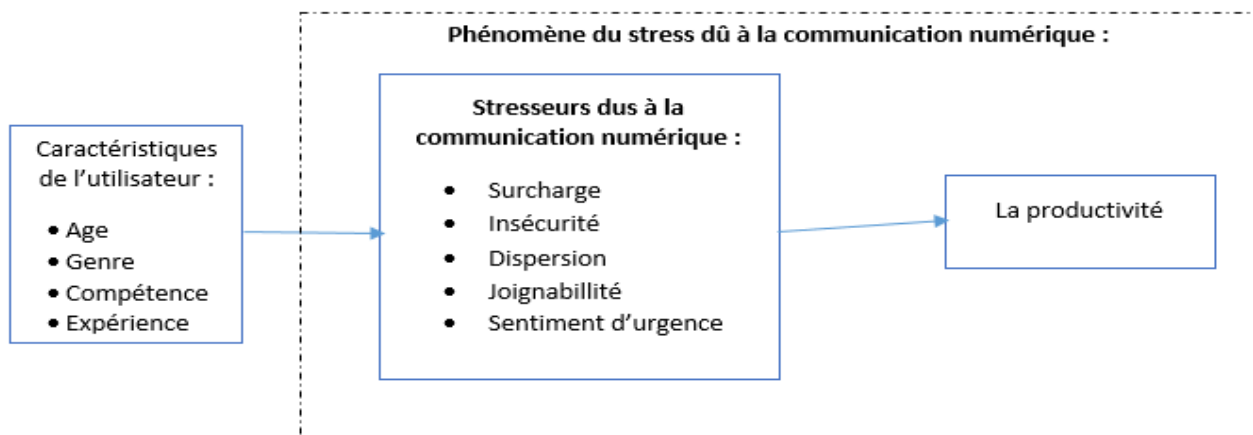 Phénomène du stress dû à la communication numérique :
Caractéristiques
de l’utilisateur :
• Age
• Genre
• Compétence
• Expérience
Stresseurs dus à la
communication numérique :
• Surcharge
• Insécurité
• Dispersion
• Joignabillité
• Sentiment d’urgence
La productivité